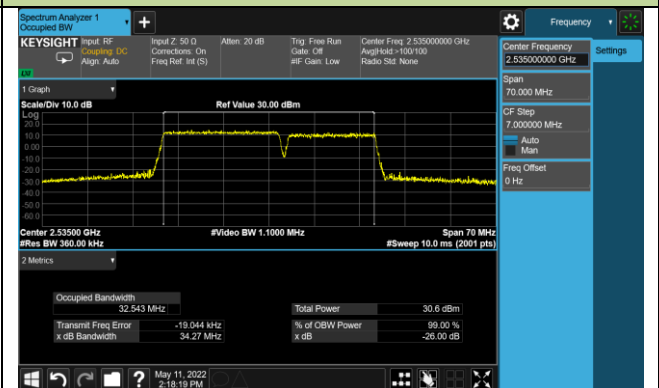 Spectrum Analyzer 1
Occupied BW
Frequency
KEYSIGHT
Input: RF
Coupling: DC
Align: Auto
Input Z: 50 Ω
Corrections: On
Freq Ref: Int (S)
Atten: 20 dB
Trig: Free Run
Gate: Off
#IF Gain: Low
Center Freq: 2.535000000 GHz
Avg|Hold:>100/100
Radio Std: None
Center Frequency
2.535000000 GHz
Settings
Span
70.000 MHz
CF Step
7.000000 MHz
Auto
Man
Freq Offset
0 Hz
1 Graph
Scale/Div 10.0 dB
Ref Value 30.00 dBm
Log
20.0
10.0
0.00
-10.0
-20.0
-30.0
-40.0
-50.0
-60.0
Center 2.53500 GHz
#Video BW 1.1000 MHz
Span 70 MHz
#Res BW 360.00 kHz
#Sweep 10.0 ms (2001 pts)
2 Metrics
Occupied Bandwidth
32.543 MHz
Total Power
30.6 dBm
Transmit Freq Error
-19.044 kHz
% of OBW Power
99.00 %
x dB Bandwidth
34.27 MHz
x dB
-26.00 dB
?
May 11, 2022
2:18:19 PM